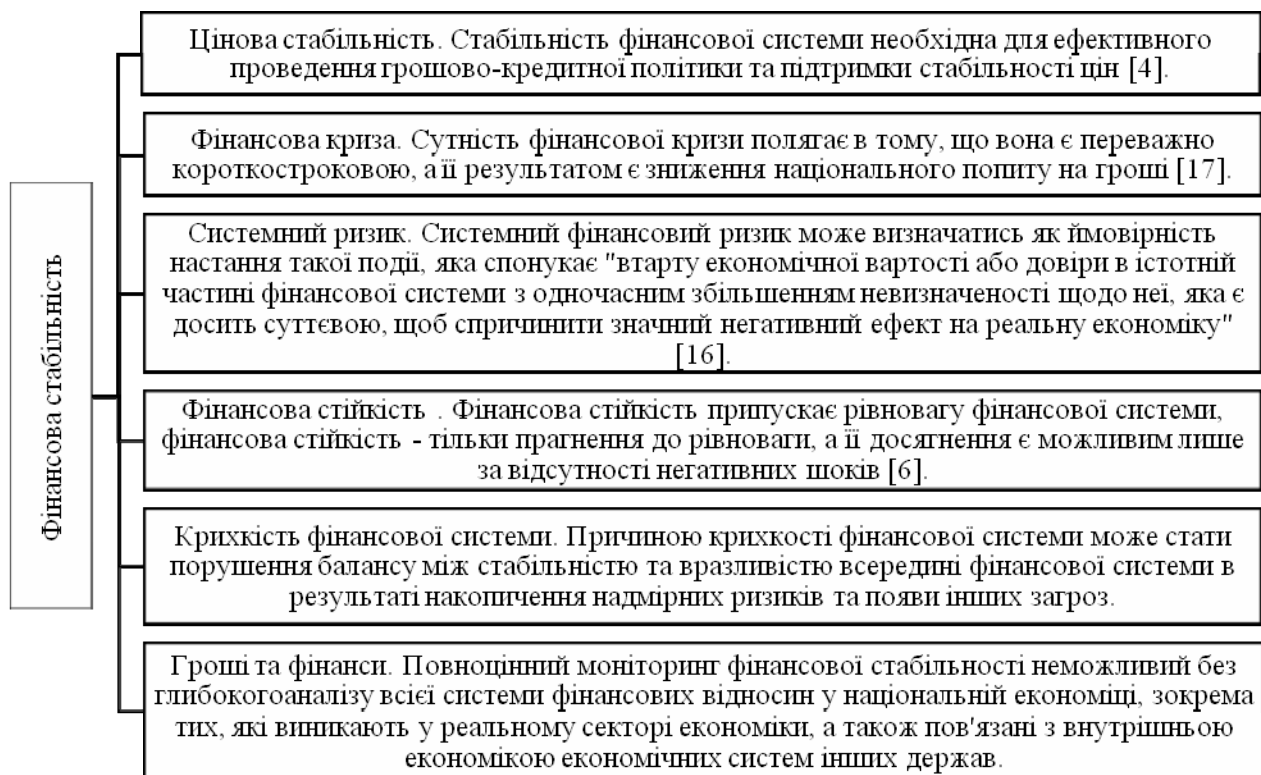 Фінансова стабільність
Цінова стабільність. Стабільність фінансової системи необхідна для ефективного
проведення грошово-кредитної політики та підтримки стабільності цін [4].
Фінансова криза. Сутність фінансової кризи полягає в тому, що вона є переважно
короткостроковою, а її результатом є зниження національного попиту на гроші [17].
Системний ризик. Системний фінансовий ризик може визначатись як ймовірність
настання такої події, яка спонукає "втарту економічної вартості або довіри в істотній
частині фінансової системи з одночасним збільшенням невизначеності щодо неї, яка є
досить суттєвою, щоб спричинити значний негативний ефект на реальну економіку"
[16].
Фінансова стійкість . Фінансова стійкість припускає рівновагу фінансової системи,
фінансова стійкість - тільки прагнення до рівноваги, а її досягнення є можливим лише
за відсутності негативних шоків [6].
Крихкість фінансової системи. Причиною крихкості фінансової системи може стати
порушення балансу між стабільністю та вразливістю всередині фінансової системи в
результаті накопичення надмірних ризиків та появи інших загроз.
Гроші та фінанси. Повноцінний моніторинг фінансової стабільності неможливий без
глибокогоаналізу всієї системи фінансових відносин у національній економіці, зокрема
тих, які виникають у реальному секторі економіки, а також пов'язані з внутрішньою
економікою економічних систем інших держав.